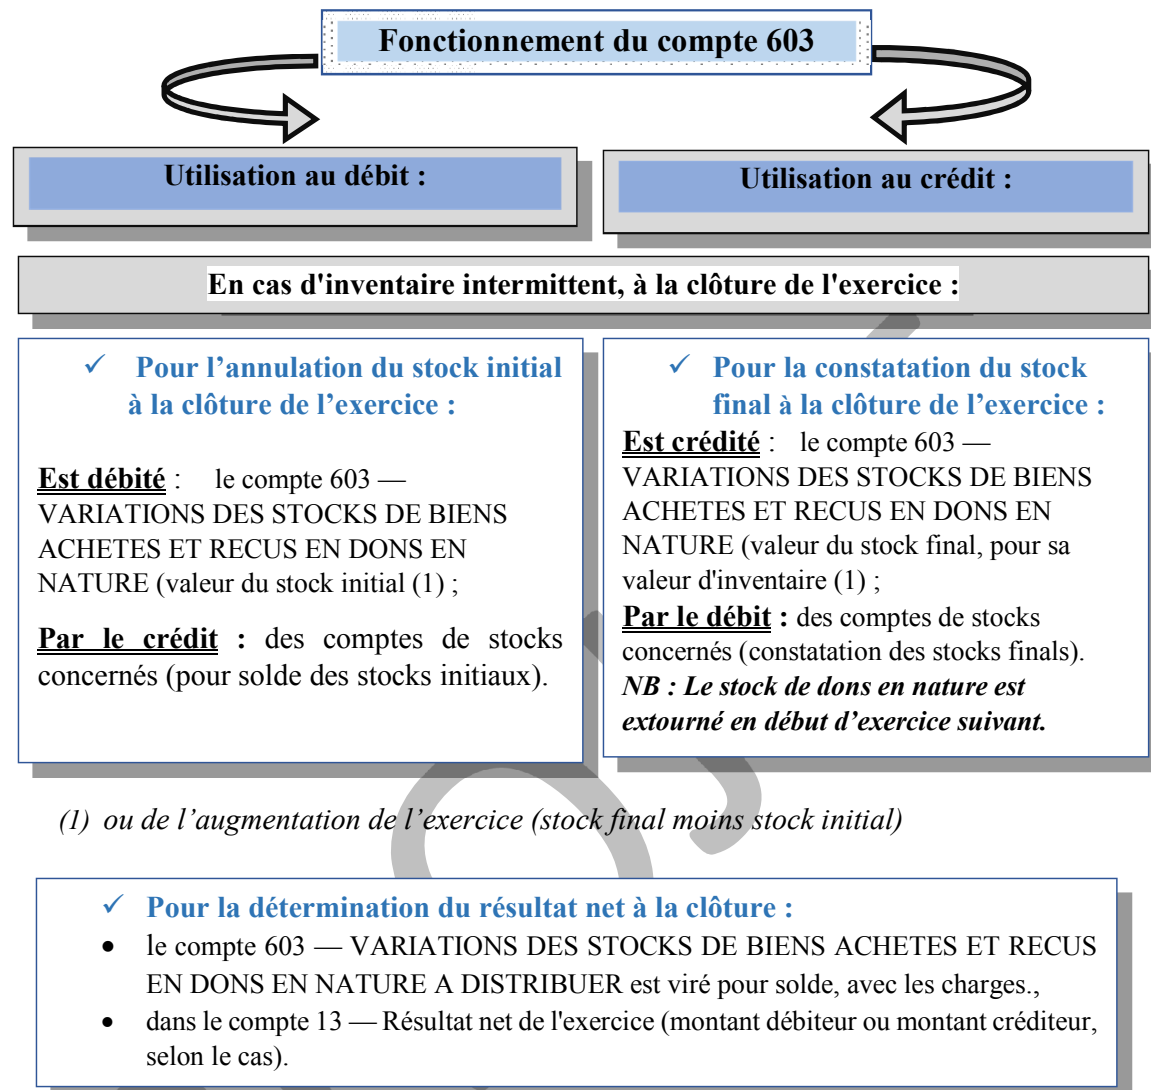 Fonctionnement du compte 603
Utilisation au débit :
Utilisation au crédit :
En cas d'inventaire intermittent, à la clôture de l'exercice :
✓ Pour l’annulation du stock initial
à la clôture de l’exercice :
Est débité : le compte 603 —
VARIATIONS DES STOCKS DE BIENS
ACHETES ET RECUS EN DONS EN
NATURE (valeur du stock initial (1) ;
Par le crédit : des comptes de stocks
concernés (pour solde des stocks initiaux).
✓ Pour la constatation du stock
final à la clôture de l’exercice :
Est crédité : le compte 603 —
VARIATIONS DES STOCKS DE BIENS
ACHETES ET RECUS EN DONS EN
NATURE (valeur du stock final, pour sa
valeur d'inventaire (1) ;
Par le débit : des comptes de stocks
concernés (constatation des stocks finals).
NB : Le stock de dons en nature est
extourné en début d’exercice suivant.
(1) ou de l’augmentation de l’exercice (stock final moins stock initial)
✓ Pour la détermination du résultat net à la clôture :
• le compte 603 — VARIATIONS DES STOCKS DE BIENS ACHETES ET RECUS
EN DONS EN NATURE A DISTRIBUER est viré pour solde, avec les charges.,
• dans le compte 13 — Résultat net de l'exercice (montant débiteur ou montant créditeur,
selon le cas).